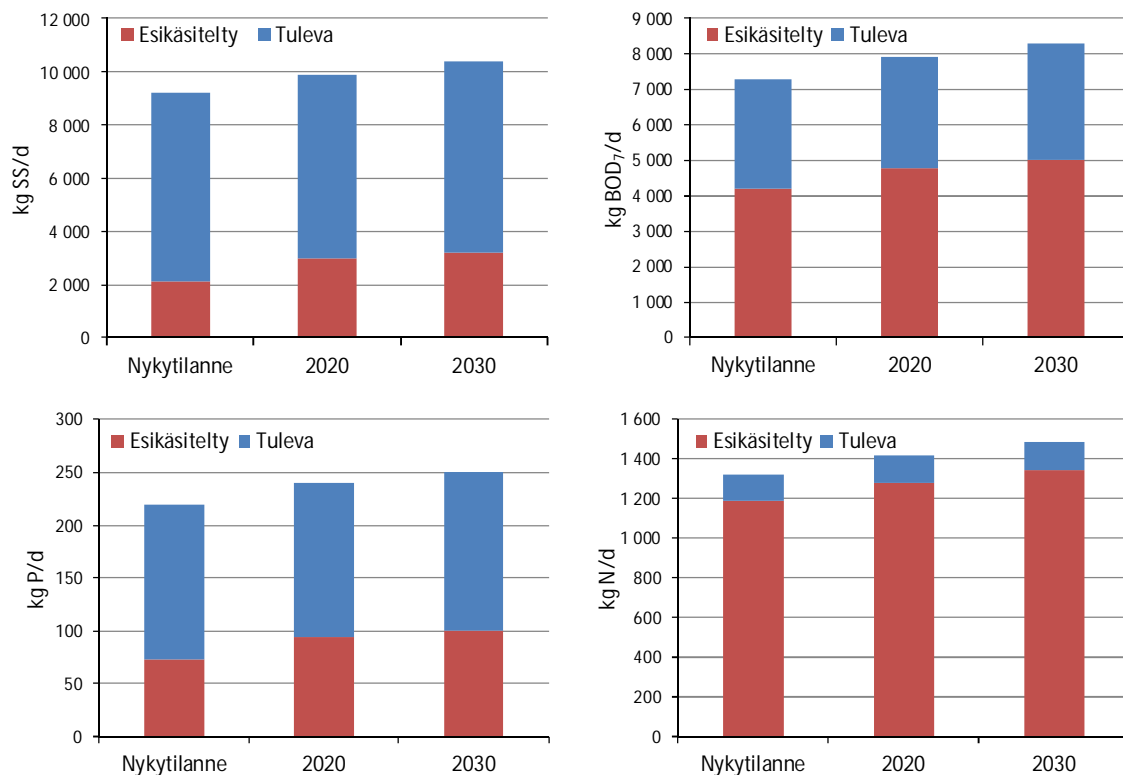 12 000
10 000
8 000
6 000
4 000
2 000
0
kg SS/d
Esikäsitelty Tuleva
Nykytilanne 2020 2030
9 000
8 000
7 000
6 000
5 000
4 000
3 000
2 000
1 000
0
kg BOD₇/d
Esikäsitelty Tuleva
Nykytilanne 2020 2030
300
250
200
150
100
50
0
kg P/d
Esikäsitelty Tuleva
Nykytilanne 2020 2030
1 600
1 400
1 200
1 000
800
600
400
200
0
kg N/d
Esikäsitelty Tuleva
Nykytilanne 2020 2030